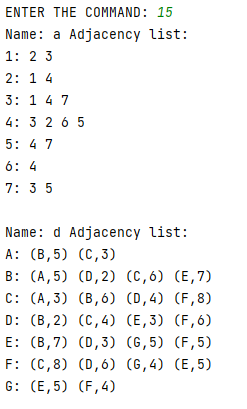 ENTER THE COMMAND: 15
Name: a Adjacency list:
1: 2 3
2: 1 4
3: 1 4 7
4: 3 2 6 5
5: 4 7
6: 4
7: 3 5
Name: d Adjacency list:
A: (B,5) (C,3)
B: (A,5) (D,2) (C,6) (E,7)
C: (A,3) (B,6) (D,4) (F,8)
D: (B,2) (C,4) (E,3) (F,6)
E: (B,7) (D,3) (G,5) (F,5)
F: (C,8) (D,6) (G,4) (E,5)
G: (E,5) (F,4)